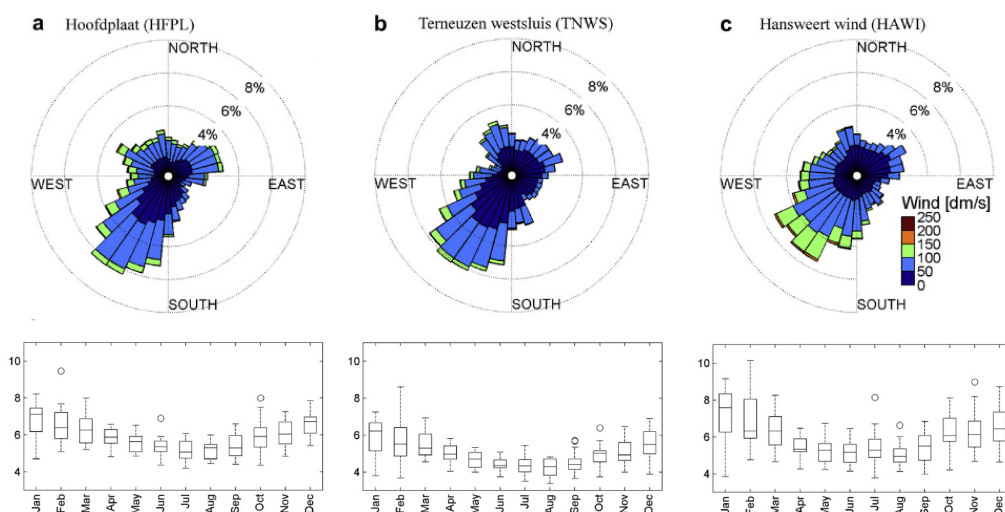 a Hoofdplaat (HFPL)
NORTH
8%
6%
4%
WEST
EAST
SOUTH
b Terneuzen westsluis (TNWS)
NORTH
8%
6%
4%
WEST
EAST
SOUTH
c Hansweert wind (HAWI)
NORTH
8%
6%
4%
WEST
EAST
Wind [dm/s]
250
200
150
100
50
0
SOUTH
10
8
6
4
Jan Feb Mar Apr May Jun Jul Aug Sep Oct Nov Dec
10
8
6
4
Jan Feb Mar Apr May Jun Jul Aug Sep Oct Nov Dec
10
8
6
4
Jan Feb Mar Apr May Jun Jul Aug Sep Oct Nov Dec